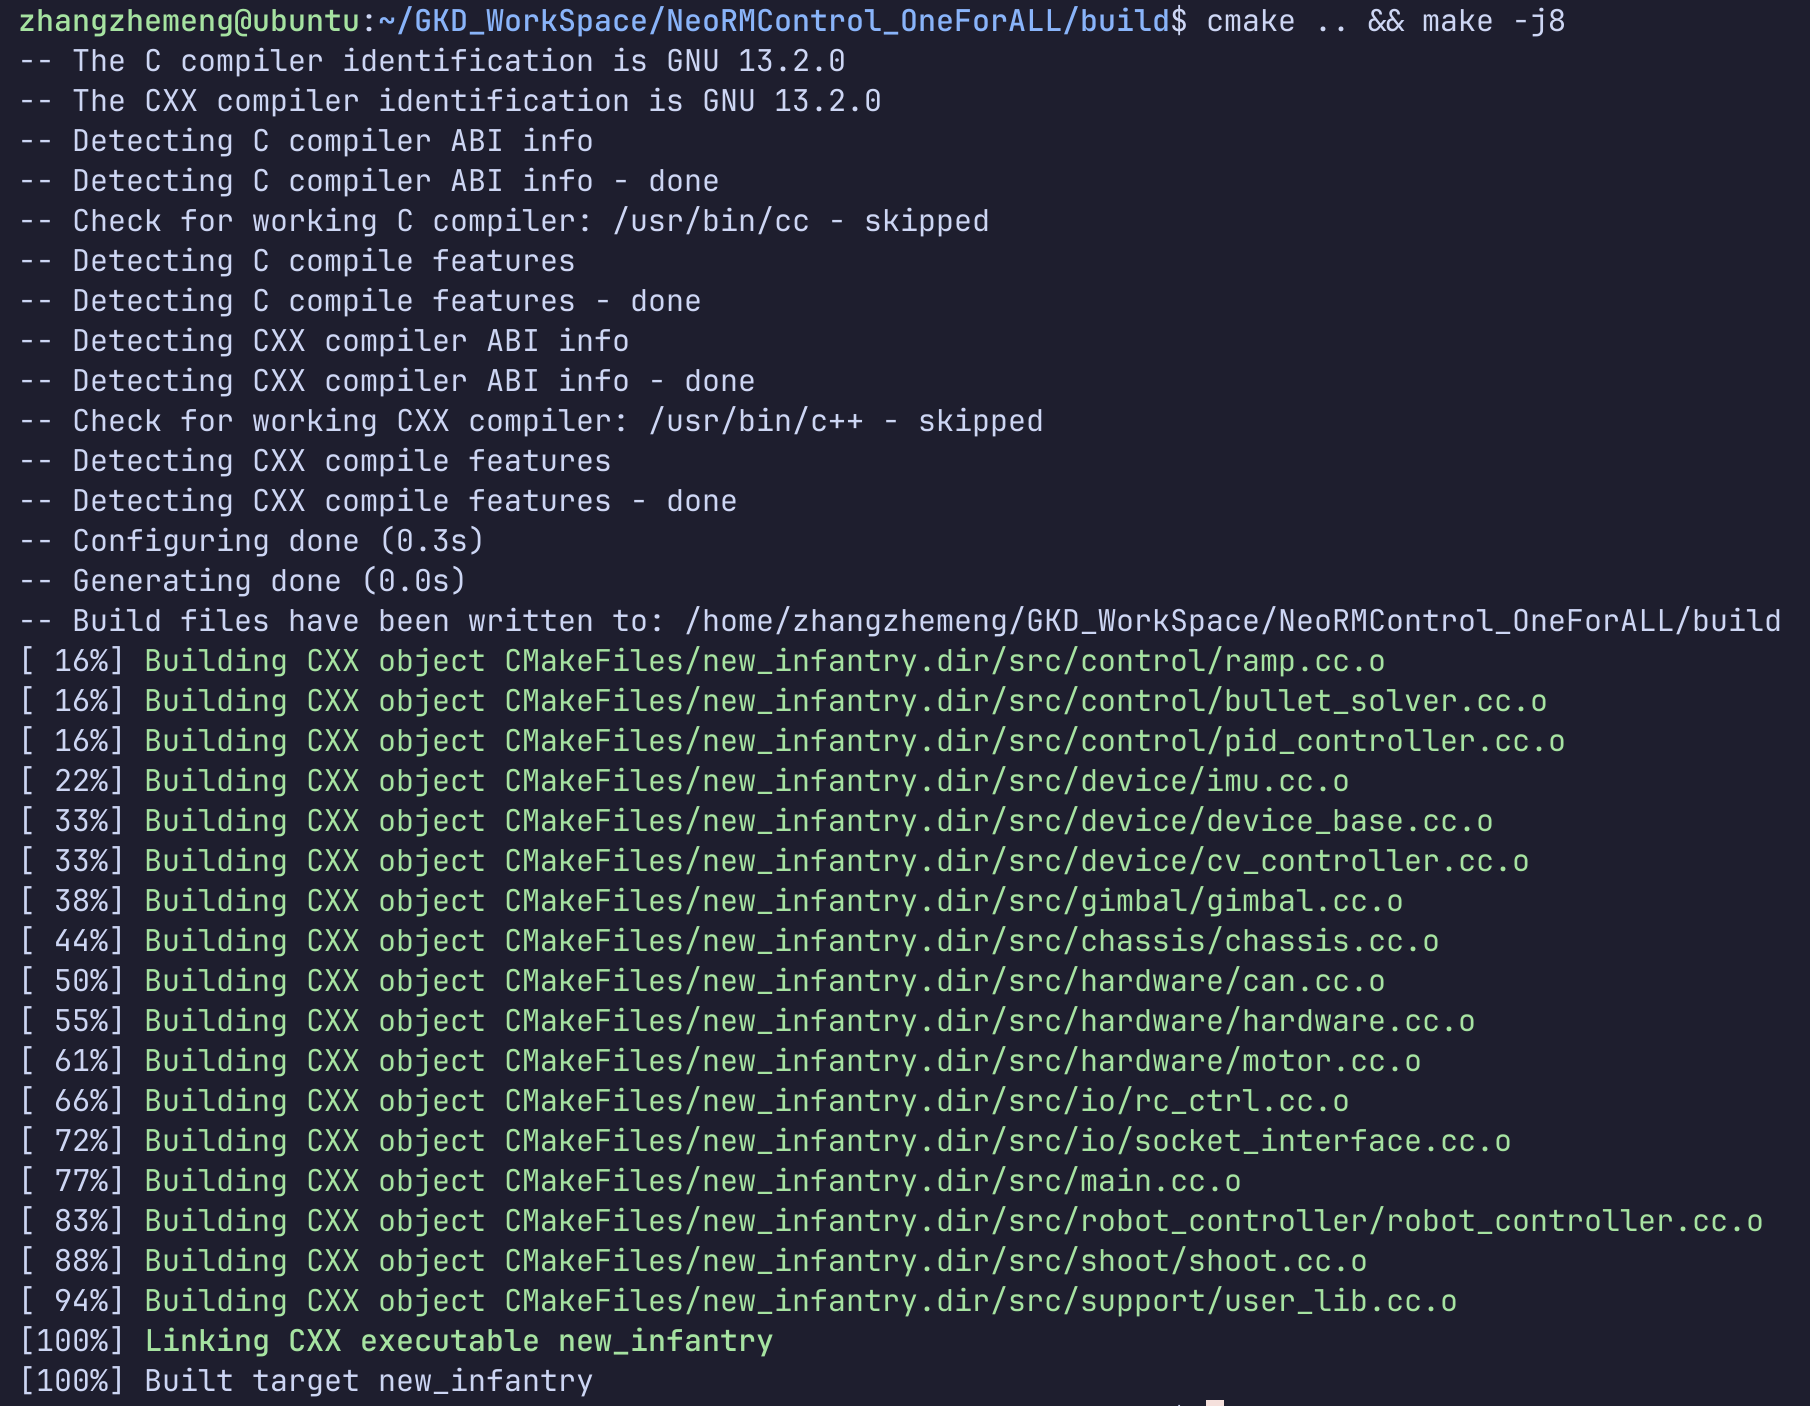 zhangzhemeng@ubuntu:~/GKD_WorkSpace/NeoRMControl_OneForALL/build$ cmake .. && make -j8
-- The C compiler identification is GNU 13.2.0
-- The CXX compiler identification is GNU 13.2.0
-- Detecting C compiler ABI info
-- Detecting C compiler ABI info - done
-- Check for working C compiler: /usr/bin/cc - skipped
-- Detecting C compile features
-- Detecting C compile features - done
-- Detecting CXX compiler ABI info
-- Detecting CXX compiler ABI info - done
-- Check for working CXX compiler: /usr/bin/c++ - skipped
-- Detecting CXX compile features
-- Detecting CXX compile features - done
-- Configuring done (0.3s)
-- Generating done (0.0s)
-- Build files have been written to: /home/zhangzhemeng/GKD_WorkSpace/NeoRMControl_OneForALL/build
[ 16%] Building CXX object CMakeFiles/new_infantry.dir/src/control/ramp.cc.o
[ 16%] Building CXX object CMakeFiles/new_infantry.dir/src/control/bullet_solver.cc.o
[ 16%] Building CXX object CMakeFiles/new_infantry.dir/src/control/pid_controller.cc.o
[ 22%] Building CXX object CMakeFiles/new_infantry.dir/src/device/imu.cc.o
[ 33%] Building CXX object CMakeFiles/new_infantry.dir/src/device/device_base.cc.o
[ 33%] Building CXX object CMakeFiles/new_infantry.dir/src/device/cv_controller.cc.o
[ 38%] Building CXX object CMakeFiles/new_infantry.dir/src/gimbal/gimbal.cc.o
[ 44%] Building CXX object CMakeFiles/new_infantry.dir/src/chassis/chassis.cc.o
[ 50%] Building CXX object CMakeFiles/new_infantry.dir/src/hardware/can.cc.o
[ 55%] Building CXX object CMakeFiles/new_infantry.dir/src/hardware/hardware.cc.o
[ 61%] Building CXX object CMakeFiles/new_infantry.dir/src/hardware/motor.cc.o
[ 66%] Building CXX object CMakeFiles/new_infantry.dir/src/io/rc_ctrl.cc.o
[ 72%] Building CXX object CMakeFiles/new_infantry.dir/src/io/socket_interface.cc.o
[ 77%] Building CXX object CMakeFiles/new_infantry.dir/src/main.cc.o
[ 83%] Building CXX object CMakeFiles/new_infantry.dir/src/robot_controller/robot_controller.cc.o
[ 88%] Building CXX object CMakeFiles/new_infantry.dir/src/shoot/shoot.cc.o
[ 94%] Building CXX object CMakeFiles/new_infantry.dir/src/support/user_lib.cc.o
[100%] Linking CXX executable new_infantry
[100%] Built target new_infantry